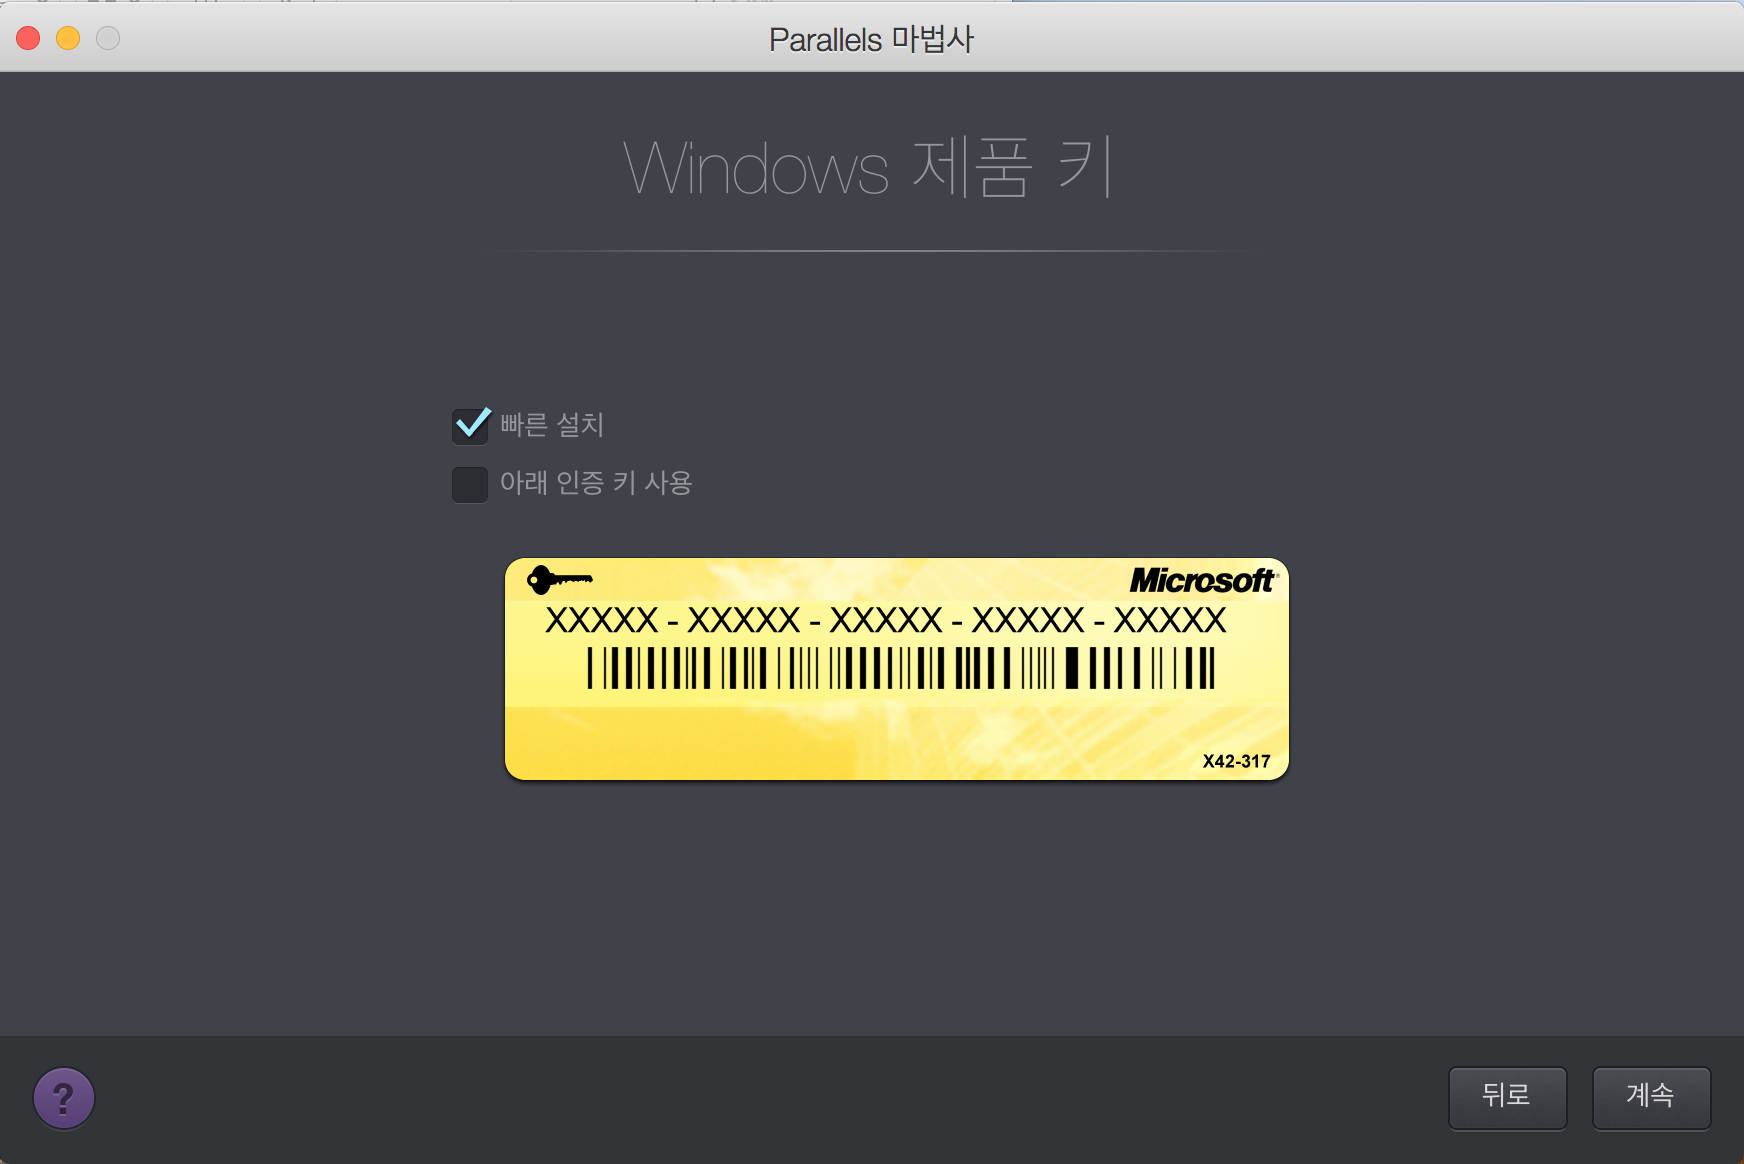 Parallels 마법사
Windows 제품 키
빠른 설치
아래 인증 키 사용
Microsoft
XXXXX - XXXXX - XXXXX - XXXXX - XXXXX
X42-317
?
뒤로
계속